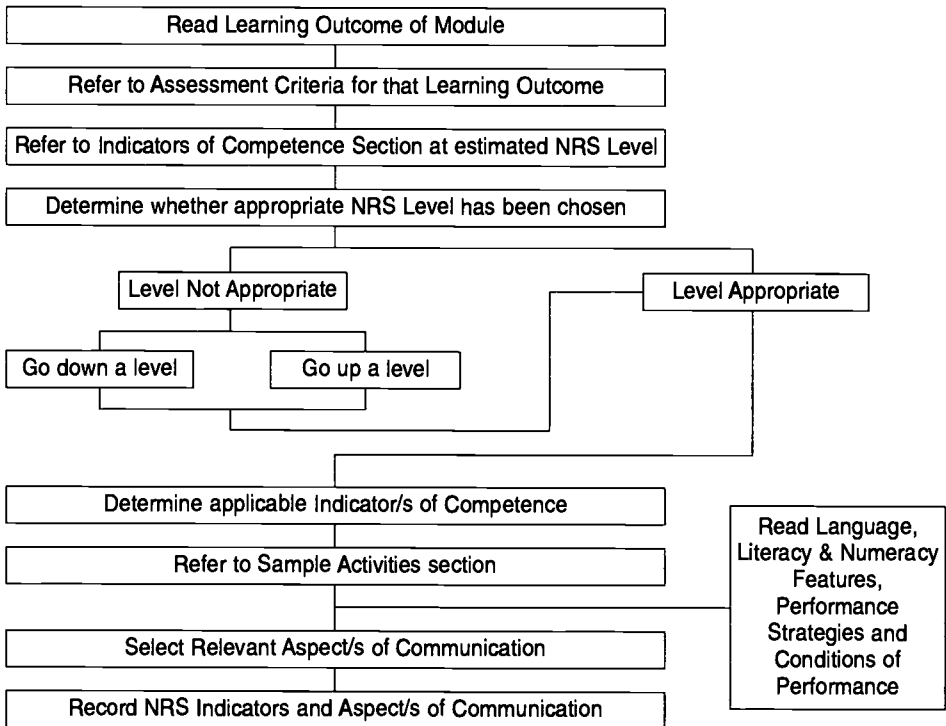 Read Learning Outcome of Module
Refer to Assessment Criteria for that Learning Outcome
Refer to Indicators of Competence Section at estimated NRS Level
Determine whether appropriate NRS Level has been chosen
Level Not Appropriate
Level Appropriate
Go down a level
Go up a level
Determine applicable Indicator/s of Competence
Refer to Sample Activities section
Read Language,
Literacy & Numeracy
Features,
Performance
Strategies and
Conditions of
Performance
Select Relevant Aspect/s of Communication
Record NRS Indicators and Aspect/s of Communication